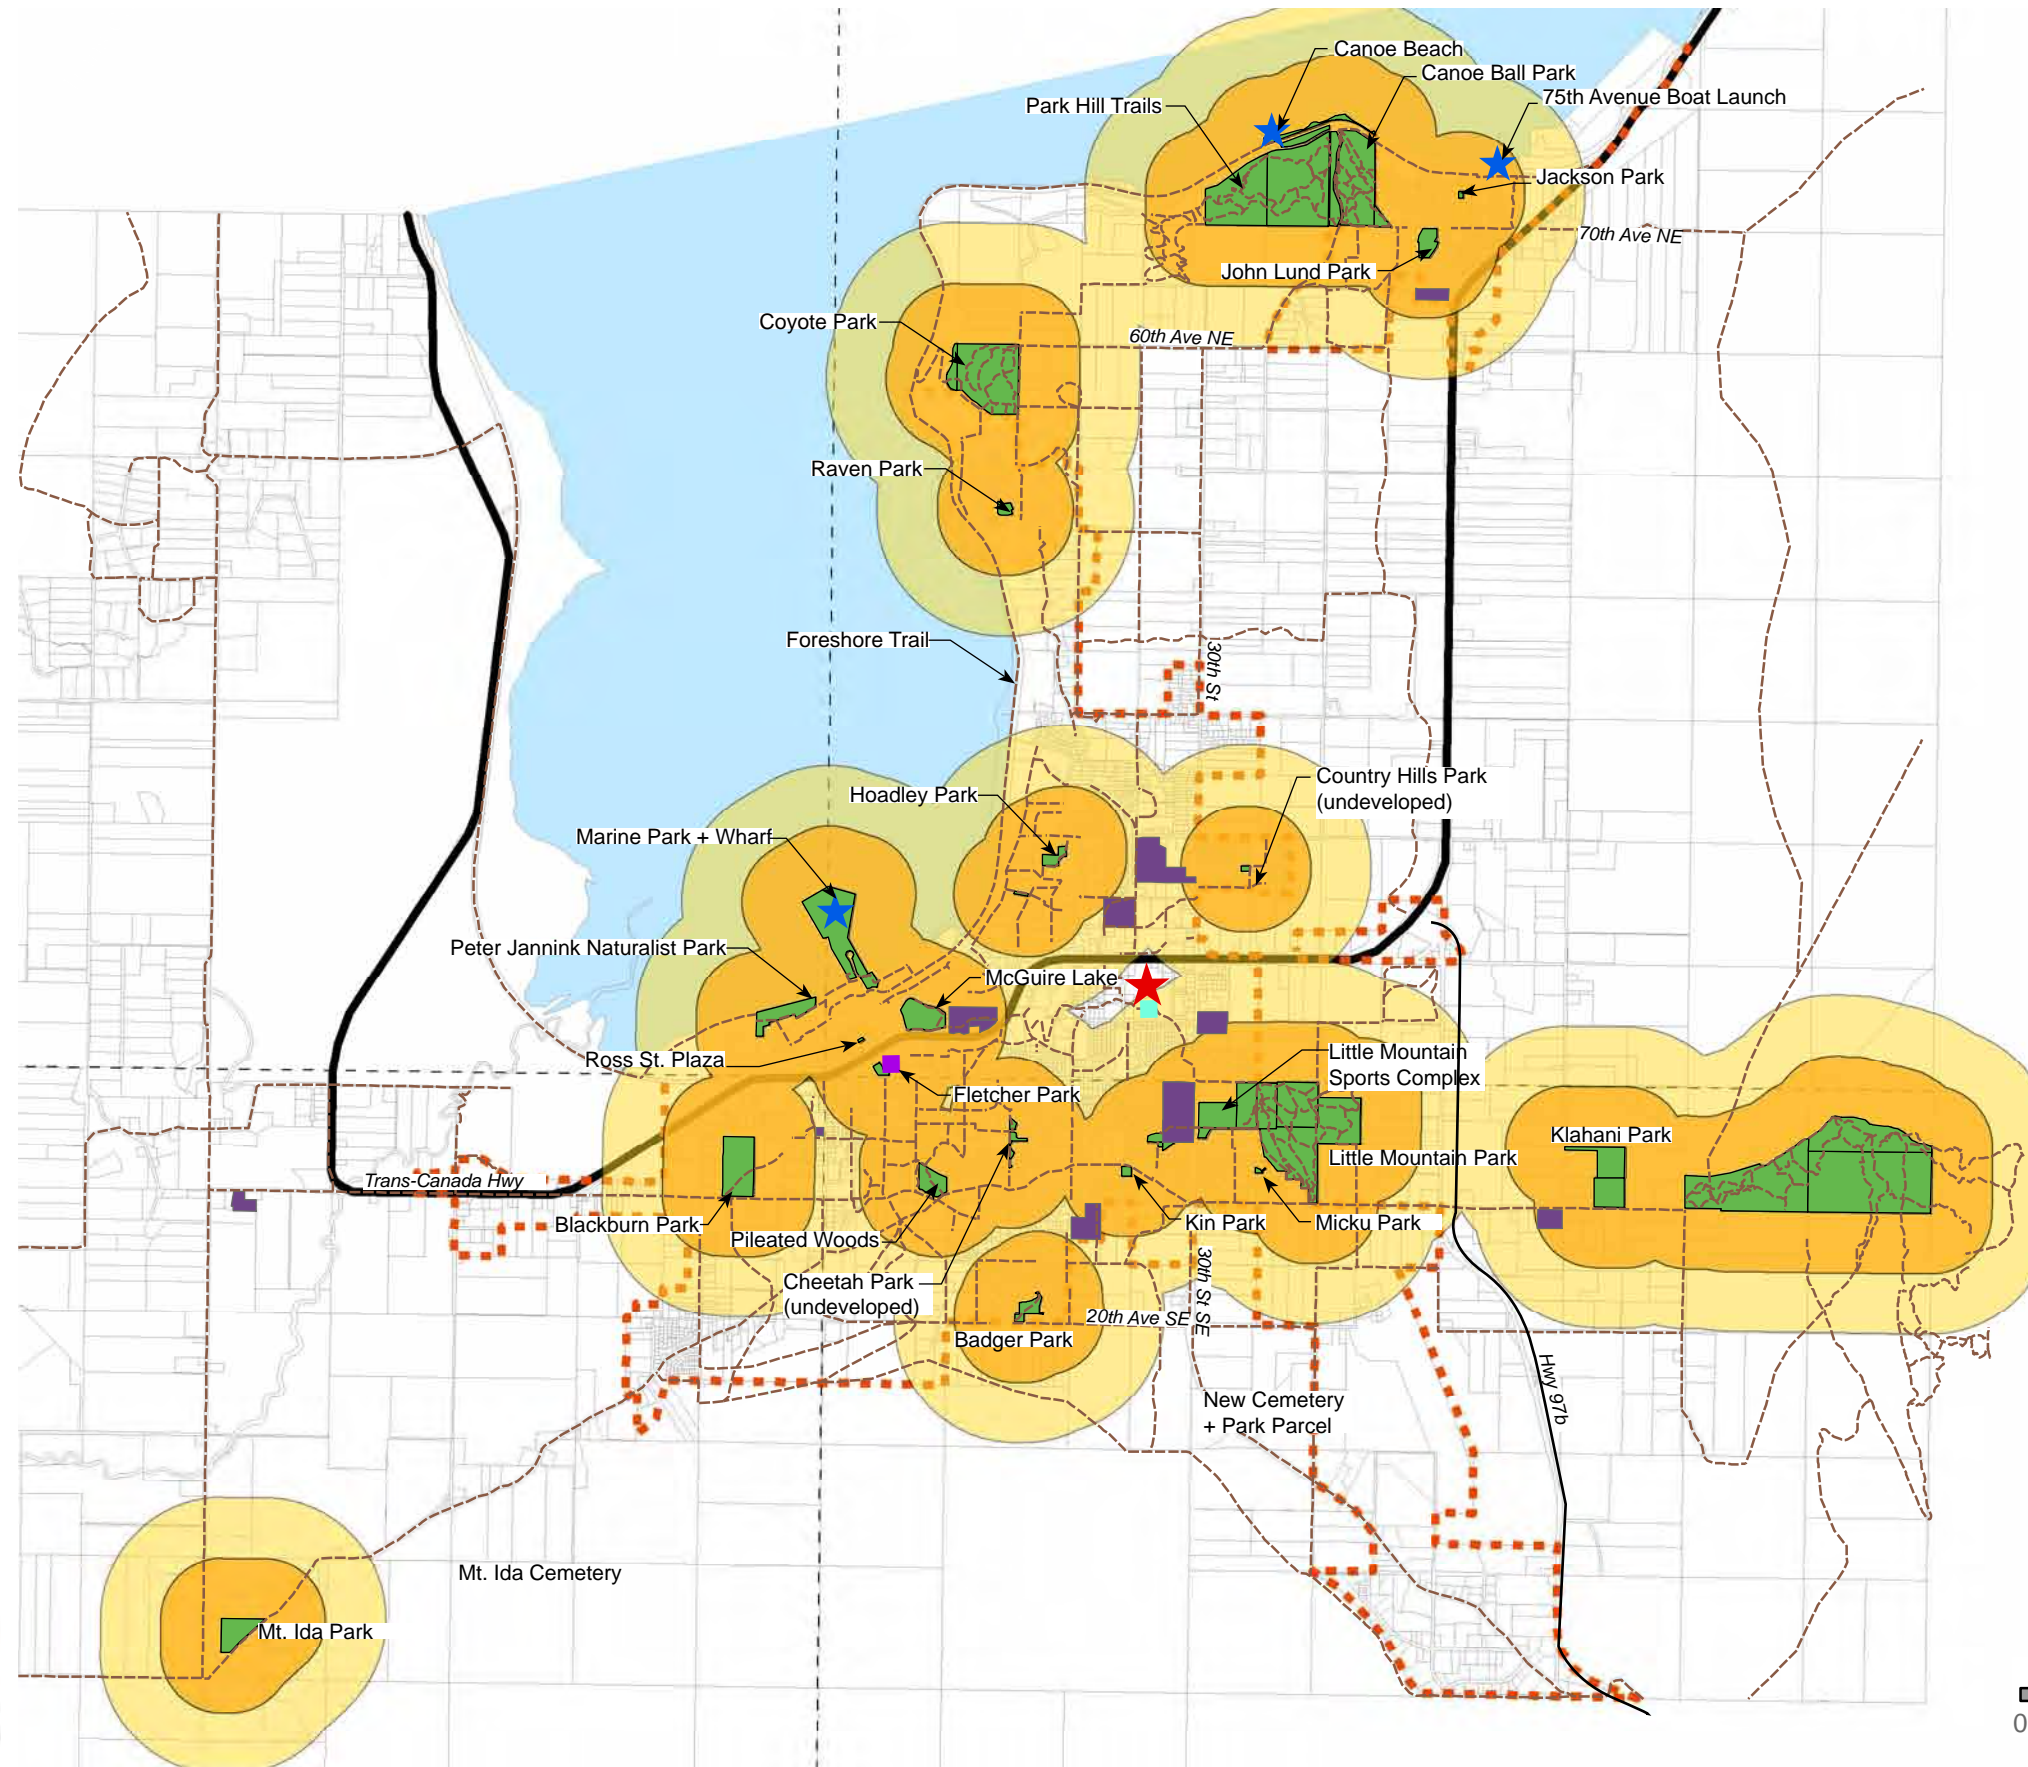 Canoe Beach
Canoe Ball Park
75th Avenue Boat Launch
Park Hill Trails
Jackson Park
70th Ave NE
John Lund Park
Coyote Park
60th Ave NE
Raven Park
Foreshore Trail
30th St
Country Hills Park
(undeveloped)
Hoadley Park
Marine Park + Wharf
Peter Jannink Naturalist Park
McGuire Lake
Ross St. Plaza
Little Mountain
Sports Complex
Fletcher Park
Klahani Park
Little Mountain Park
Trans-Canada Hwy
Blackburn Park
Kin Park
Micku Park
Pileated Woods
Cheetah Park
(undeveloped)
30th St SE
20th Ave SE
Badger Park
Hwy 97b
New Cemetery
+ Park Parcel
Mt. Ida Cemetery
Mt. Ida Park
0